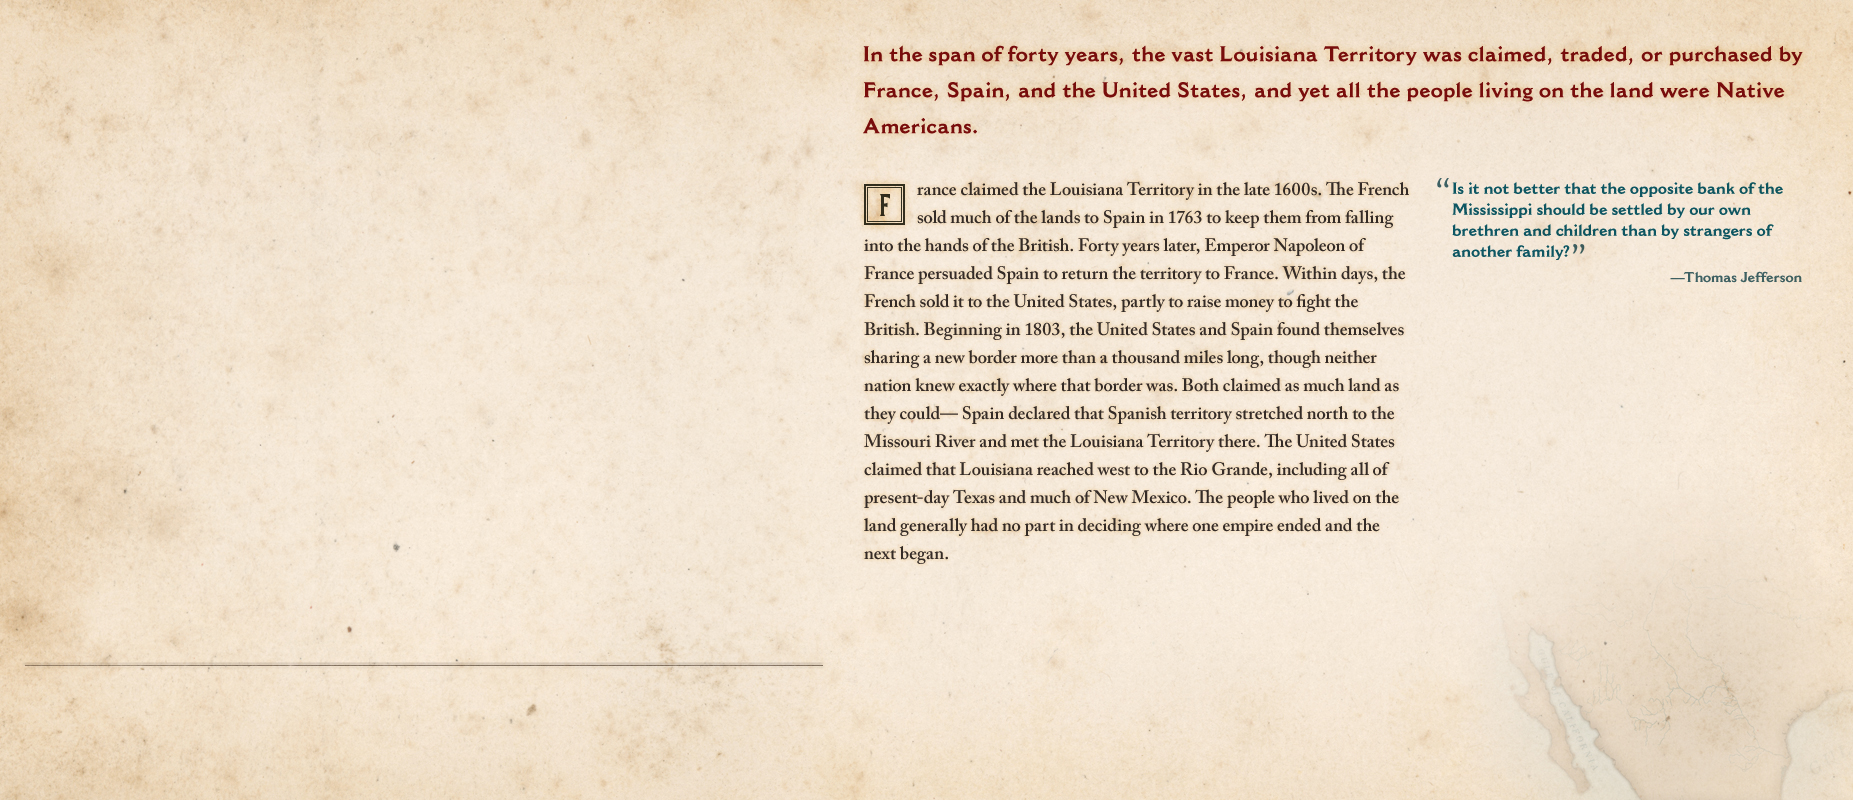 In the span of forty years, the vast Louisiana Territory was claimed, traded, or purchased by
France, Spain, and the United States, and yet all the people living on the land were Native
Americans.
France claimed the Louisiana Territory in the late 1600s. The French
sold much of the lands to Spain in 1763 to keep them from falling
into the hands of the British. Forty years later, Emperor Napoleon of
France persuaded Spain to return the territory to France. Within days, the
French sold it to the United States, partly to raise money to fight the
British. Beginning in 1803, the United States and Spain found themselves
sharing a new border more than a thousand miles long, though neither
nation knew exactly where that border was. Both claimed as much land as
they could— Spain declared that Spanish territory stretched north to the
Missouri River and met the Louisiana Territory there. The United States
claimed that Louisiana reached west to the Rio Grande, including all of
present-day Texas and much of New Mexico. The people who lived on the
land generally had no part in deciding where one empire ended and the
next began.
“Is it not better that the opposite bank of the
Mississippi should be settled by our own
brethren and children than by strangers of
another family?”
—Thomas Jefferson